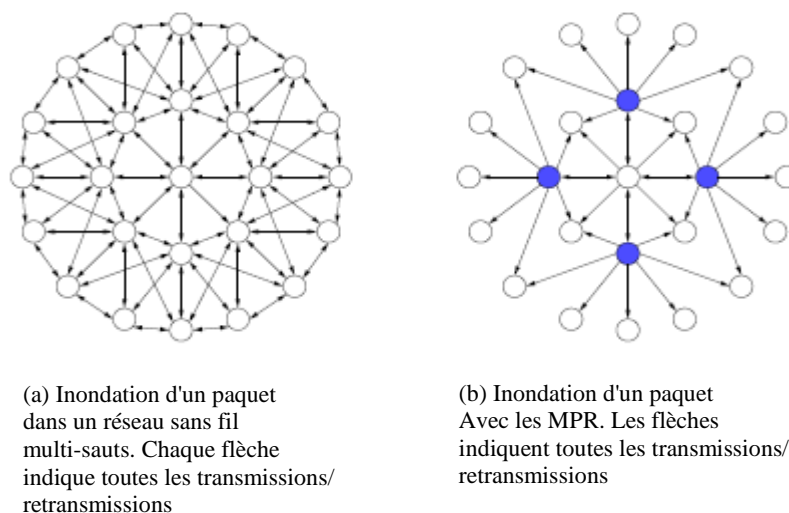 (a) Inondation d'un paquet
dans un réseau sans fil
multi-sauts. Chaque flèche
indique toutes les transmissions/
retransmissions
(b) Inondation d'un paquet
Avec les MPR. Les flèches
indiquent toutes les transmissions/
retransmissions